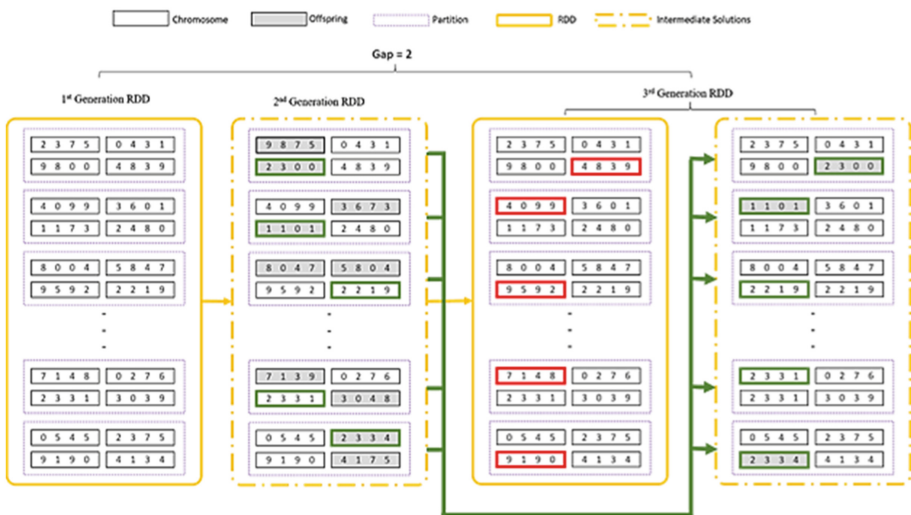 Chromosome Offspring Partition RDD Intermediate Solutions
Gap = 2
1st Generation RDD 2nd Generation RDD 3rd Generation RDD
2 3 7 5 0 4 3 1 9 8 7 5 0 4 3 1 2 3 7 5 0 4 3 1 2 3 7 5 0 4 3 1
9 8 0 0 4 8 3 9 2 3 0 0 4 8 3 9 9 8 0 0 4 8 3 9 9 8 0 0 2 3 0 0
4 0 9 9 3 6 0 1 4 0 9 9 3 6 7 3 4 0 9 9 3 6 0 1 1 1 0 1 3 6 0 1
1 1 7 3 2 4 8 0 1 1 0 1 2 4 8 0 1 1 7 3 2 4 8 0 1 1 7 3 2 4 8 0
8 0 0 4 5 8 4 7 8 0 4 7 5 8 0 4 8 0 0 4 5 8 4 7 8 0 0 4 5 8 4 7
9 5 9 2 2 2 1 9 9 5 9 2 2 2 1 9 9 5 9 2 2 2 1 9 2 2 1 9 2 2 1 9
7 1 4 8 0 2 7 6 7 1 3 9 0 2 7 6 7 1 4 8 0 2 7 6 2 3 3 1 0 2 7 6
2 3 3 1 3 0 3 9 2 3 3 1 3 0 4 8 2 3 3 1 3 0 3 9 2 3 3 1 3 0 3 9
0 5 4 5 2 3 7 5 0 5 4 5 2 3 3 4 0 5 4 5 2 3 7 5 0 5 4 5 2 3 7 5
9 1 9 0 4 1 3 4 9 1 9 0 4 1 7 5 9 1 9 0 4 1 3 4 2 3 3 4 4 1 3 4